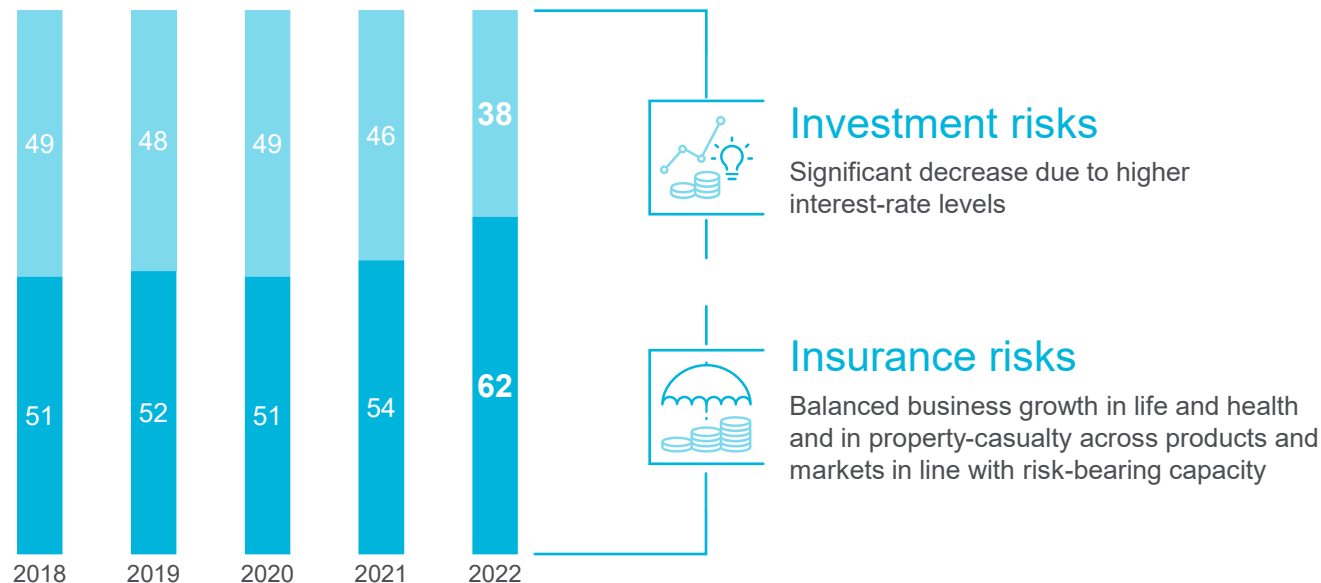 49
48
49
46
38
51
52
51
54
62
2018
2019
2020
2021
2022
Investment risks
Significant decrease due to higher
interest-rate levels
Insurance risks
Balanced business growth in life and health
and in property-casualty across products and
markets in line with risk-bearing capacity